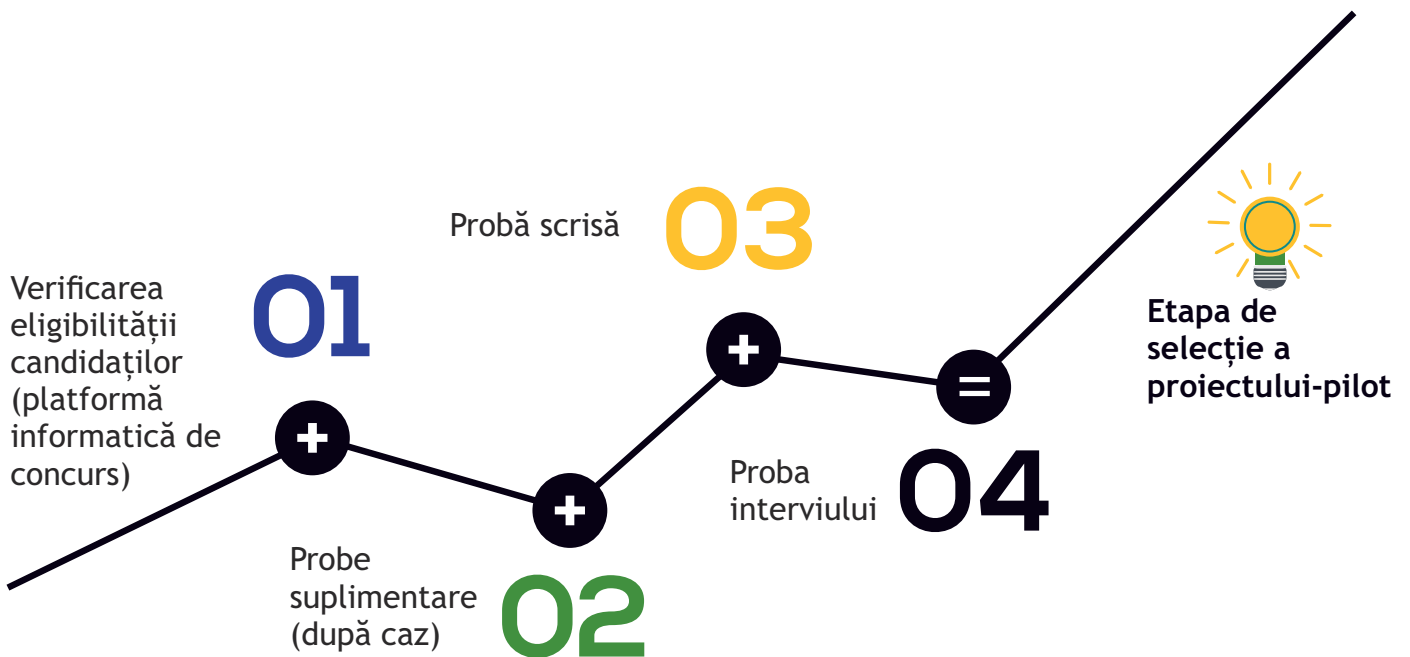 01
Verificarea
eligibilității
candidaților
(platformă
informatică de
concurs)
+
02
Probe
suplimentare
(după caz)
+
03
Probă scrisă
+
04
Proba
interviului
=
Etapa de
selecție a
proiectului-pilot